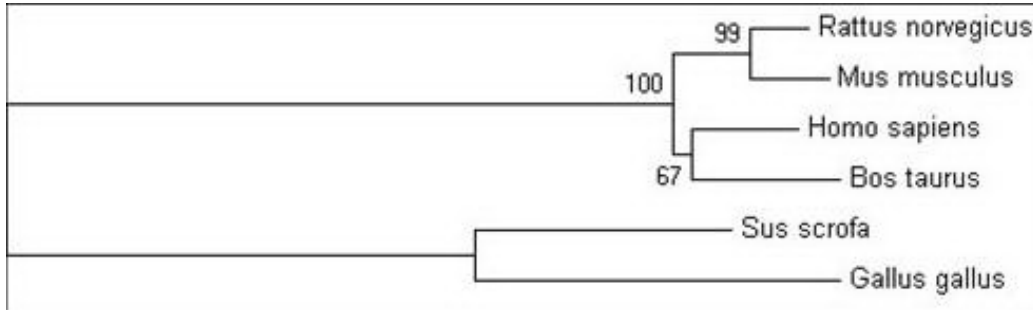 Rattus norvegicus
99
Mus musculus
100
Homo sapiens
67
Bos taurus
Sus scrofa
Gallus gallus